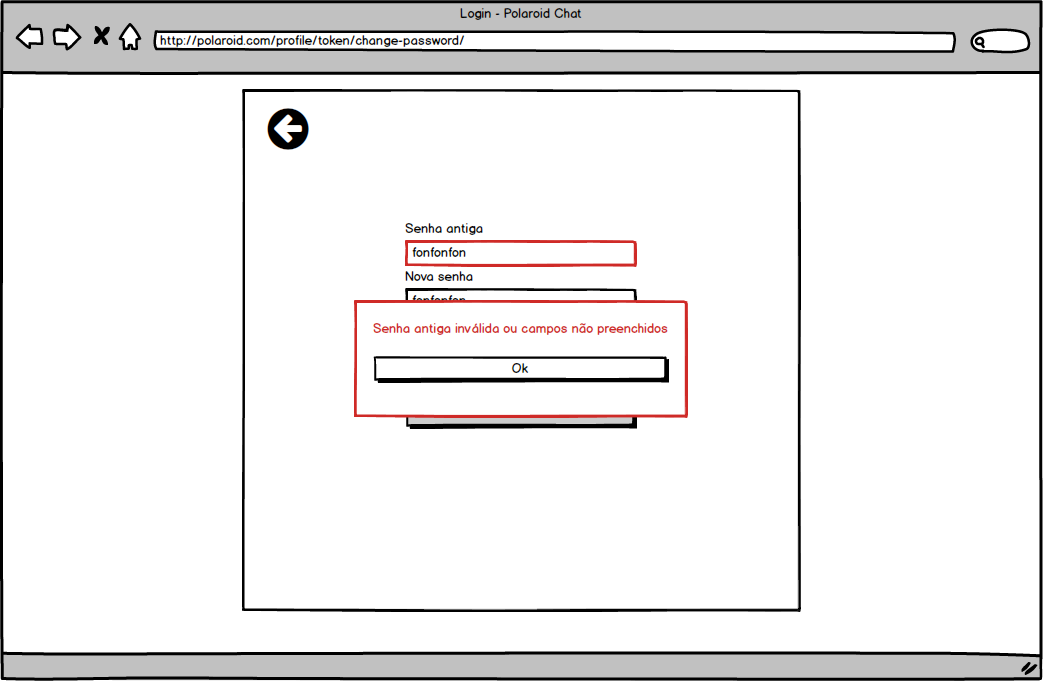 Login - Polaroid Chat
http://polaroid.com/profile/token/change-password/
Senha antiga
fonfonfon
Nova senha
fonfonfon
Senha antiga inválida ou campos não preenchidos
Ok